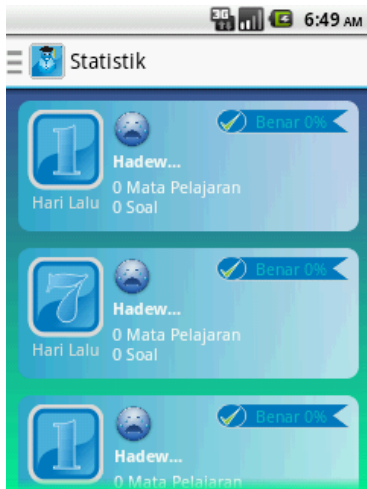 3G 6:49 AM
Statistik
1
Hari Lalu
Benar 0%
Hadew...
0 Mata Pelajaran
0 Soal
7
Hari Lalu
Benar 0%
Hadew...
0 Mata Pelajaran
0 Soal
1
Benar 0%
Hadew...
0 Mata Pelajaran